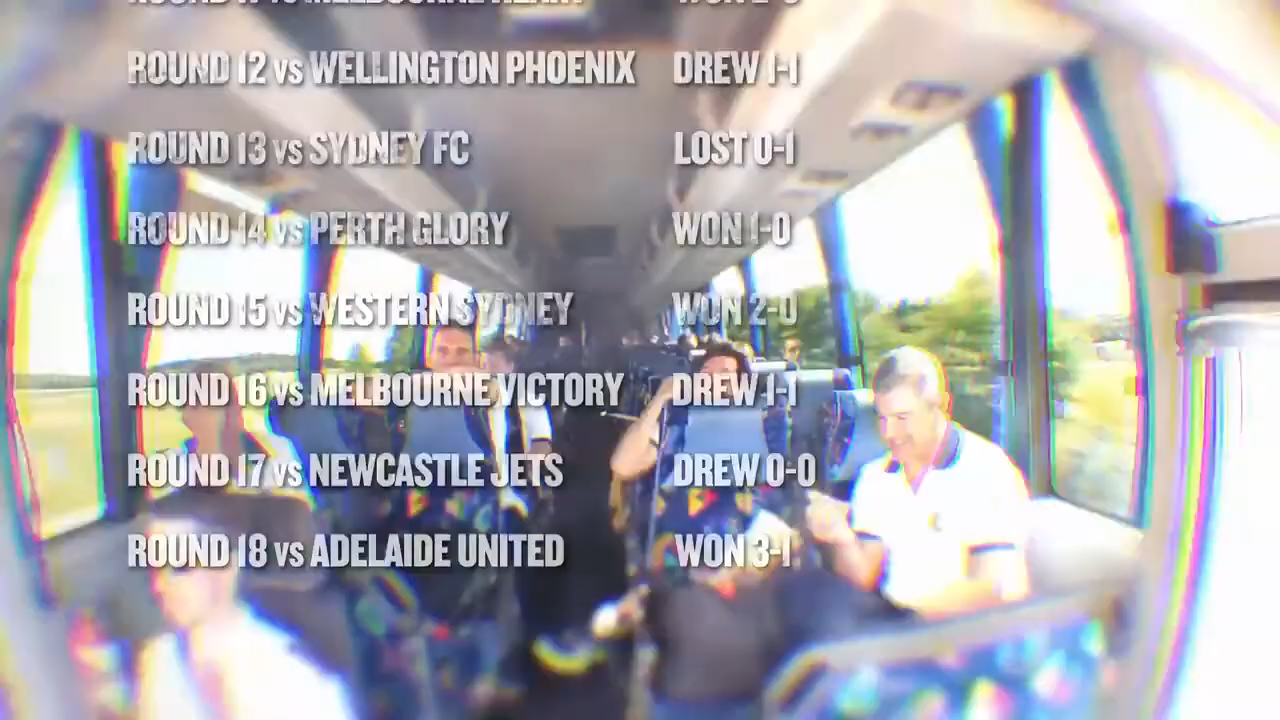 ROUND 12 vs WELLINGTON PHOENIX DREW 1-1
ROUND 13 vs SYDNEY FC LOST 0-1
ROUND 14 vs PERTH GLORY WON 1-0
ROUND 15 vs WESTERN SYDNEY WON 2-0
ROUND 16 vs MELBOURNE VICTORY DREW 1-1
ROUND 17 vs NEWCASTLE JETS DREW 0-0
ROUND 18 vs ADELAIDE UNITED WON 3-1